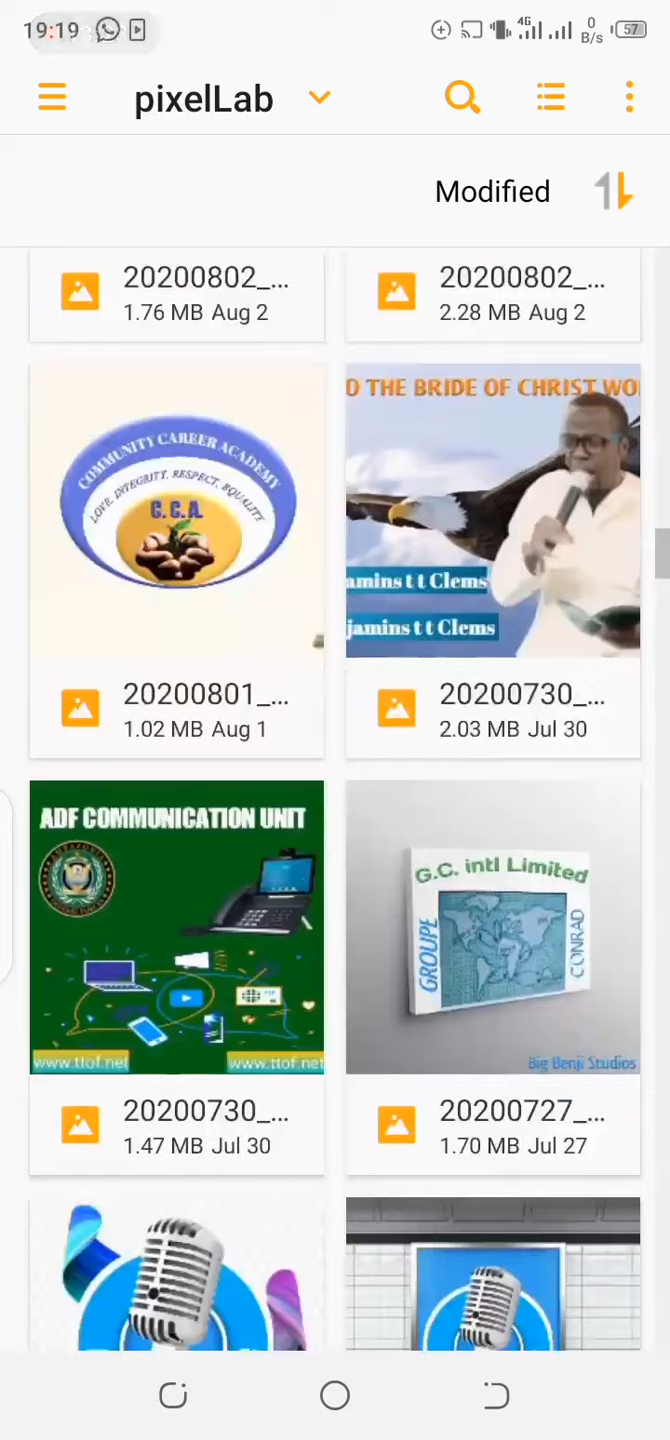 19:19
4G
0
B/s
57
pixelLab
Modified
20200802_...
1.76 MB Aug 2
20200802_...
2.28 MB Aug 2
COMMUNITY CAREER ACADEMY
LOVE, INTEGRITY, RESPECT, EQUALITY
C.C.A.
20200801_...
1.02 MB Aug 1
O THE BRIDE OF CHRIST WO
amins t t Clems
jamins t t Clems
20200730_...
2.03 MB Jul 30
ADF COMMUNICATION UNIT
www.ttof.net
www.ttof.net
20200730_...
1.47 MB Jul 30
G.C. intl Limited
GROUPE
CONRAD
Big Benji Studios
20200727_...
1.70 MB Jul 27